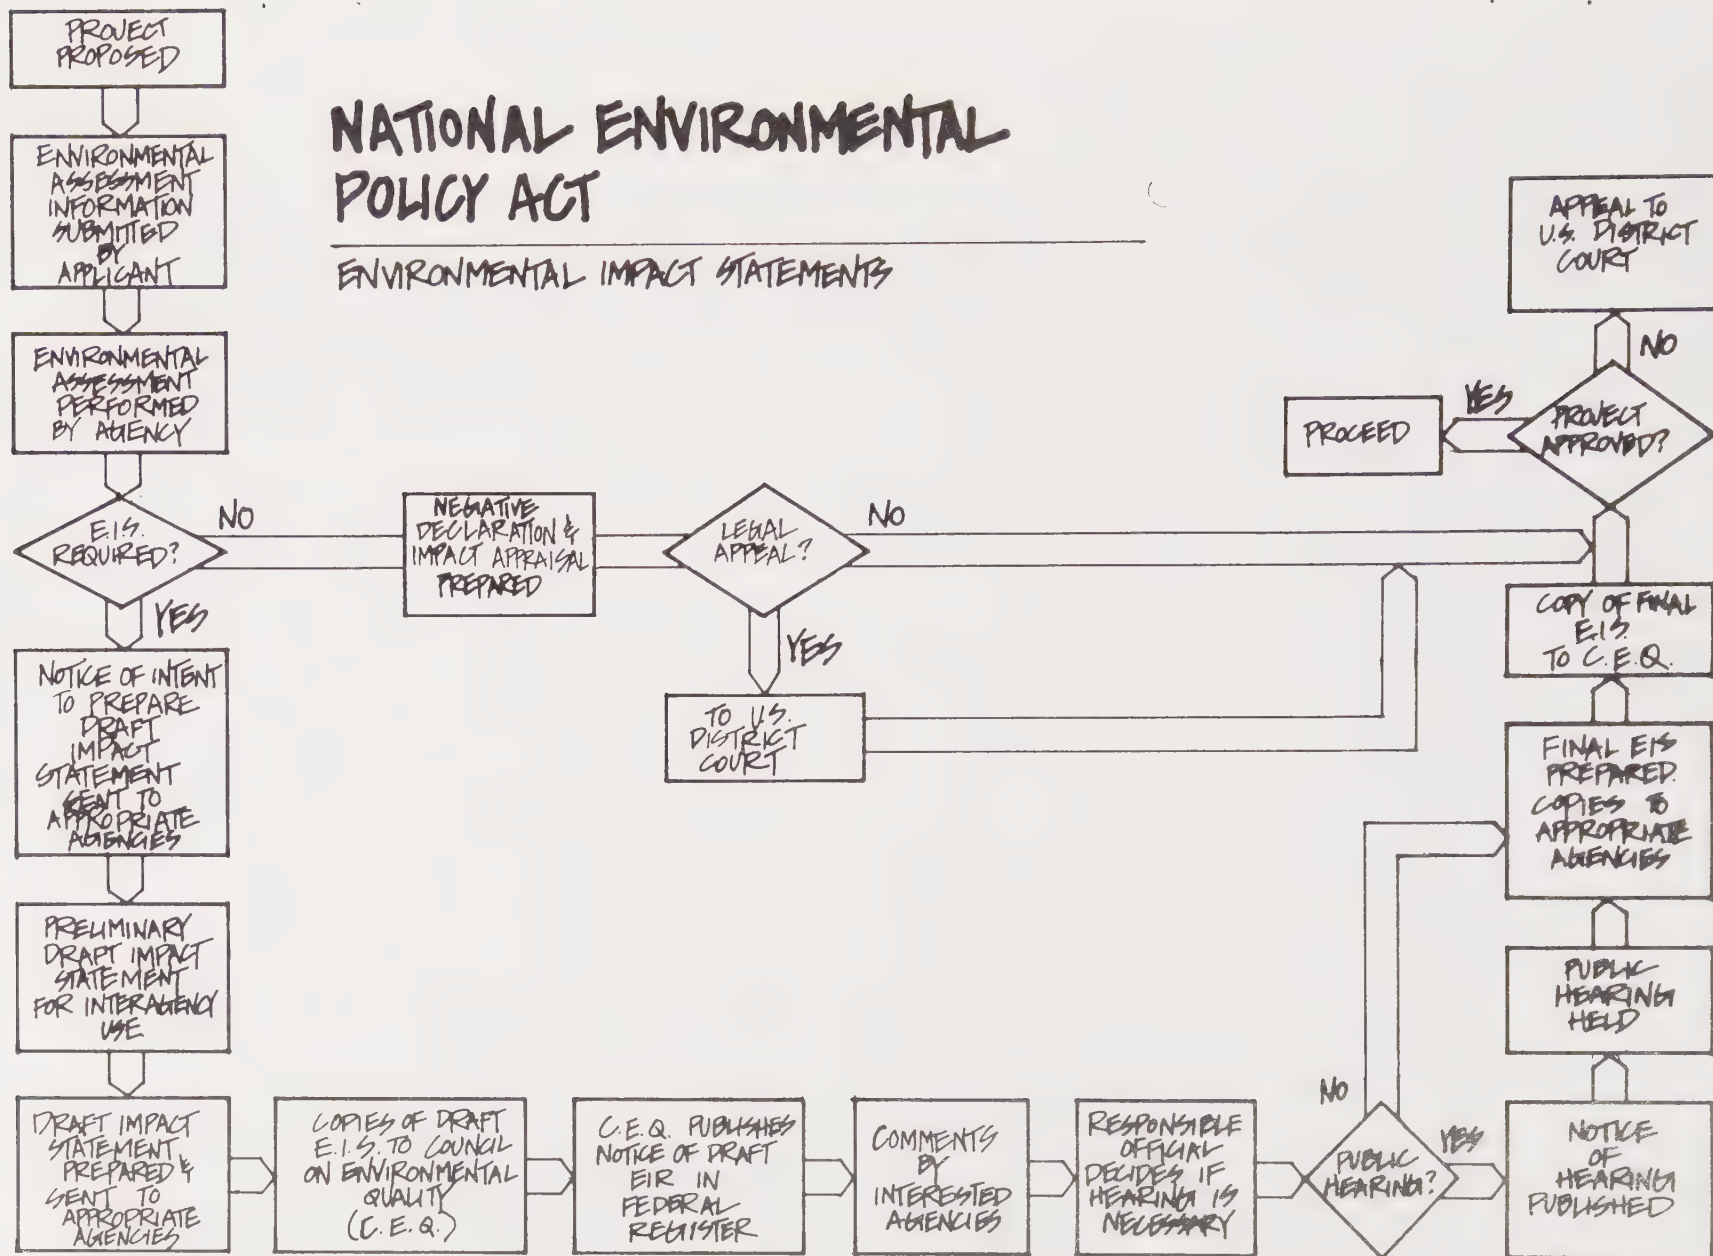 PROJECT
PROPOSED
NATIONAL ENVIRONMENTAL
POLICY ACT
ENVIRONMENTAL IMPACT STATEMENTS
ENVIRONMENTAL
ASSESSMENT
INFORMATION
SUBMITTED
BY
APPLICANT
ENVIRONMENTAL
ASSESSMENT
PERFORMED
BY AGENCY
E.I.S.
REQUIRED?
NO
NEGATIVE
DECLARATION &
IMPACT APPRAISAL
PREPARED
LEGAL
APPEAL?
NO
YES
TO U.S.
DISTRICT
COURT
YES
NOTICE OF INTENT
TO PREPARE
DRAFT
IMPACT
STATEMENT
SENT TO
APPROPRIATE
AGENCIES
PRELIMINARY
DRAFT IMPACT
STATEMENT
FOR INTERAGENCY
USE
DRAFT IMPACT
STATEMENT
PREPARED &
SENT TO
APPROPRIATE
AGENCIES
COPIES OF DRAFT
E.I.S. TO COUNCIL
ON ENVIRONMENTAL
QUALITY
(C.E.Q.)
C.E.Q. PUBLISHES
NOTICE OF DRAFT
EIR IN
FEDERAL
REGISTER
COMMENTS
BY
INTERESTED
AGENCIES
RESPONSIBLE
OFFICIAL
DECIDES IF
HEARING IS
NECESSARY
PUBLIC
HEARING?
NO
YES
NOTICE
OF
HEARING
PUBLISHED
PUBLIC
HEARING
HELD
FINAL EIS
PREPARED.
COPIES TO
APPROPRIATE
AGENCIES
COPY OF FINAL
E.I.S.
TO C.E.Q.
PROJECT
APPROVED?
YES
PROCEED
NO
APPEAL TO
U.S. DISTRICT
COURT